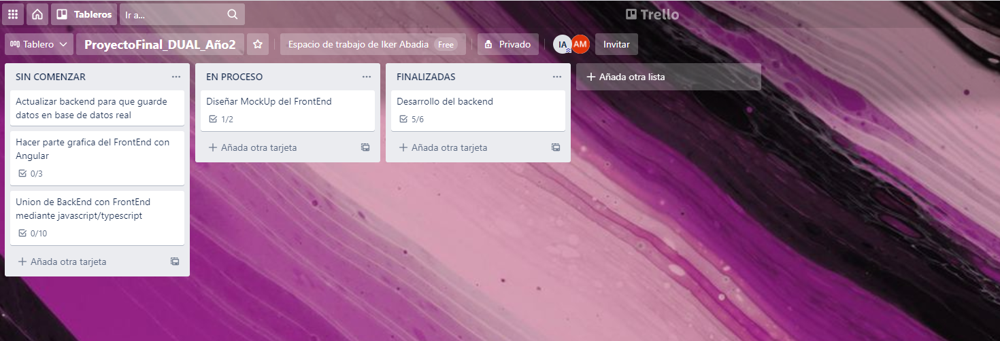 Tableros
Ir a...
Trello
Tablero
ProyectoFinal_DUAL_Año2
Espacio de trabajo de Iker Abadia Free
Privado
IA
AM
Invitar
SIN COMENZAR
Actualizar backend para que guarde
datos en base de datos real
Hacer parte grafica del FrontEnd con
Angular
0/3
Union de BackEnd con FrontEnd
mediante javascript/typescript
0/10
+ Añada otra tarjeta
EN PROCESO
Diseñar MockUp del FrontEnd
1/2
+ Añada otra tarjeta
FINALIZADAS
Desarrollo del backend
5/6
+ Añada otra tarjeta
+ Añada otra lista